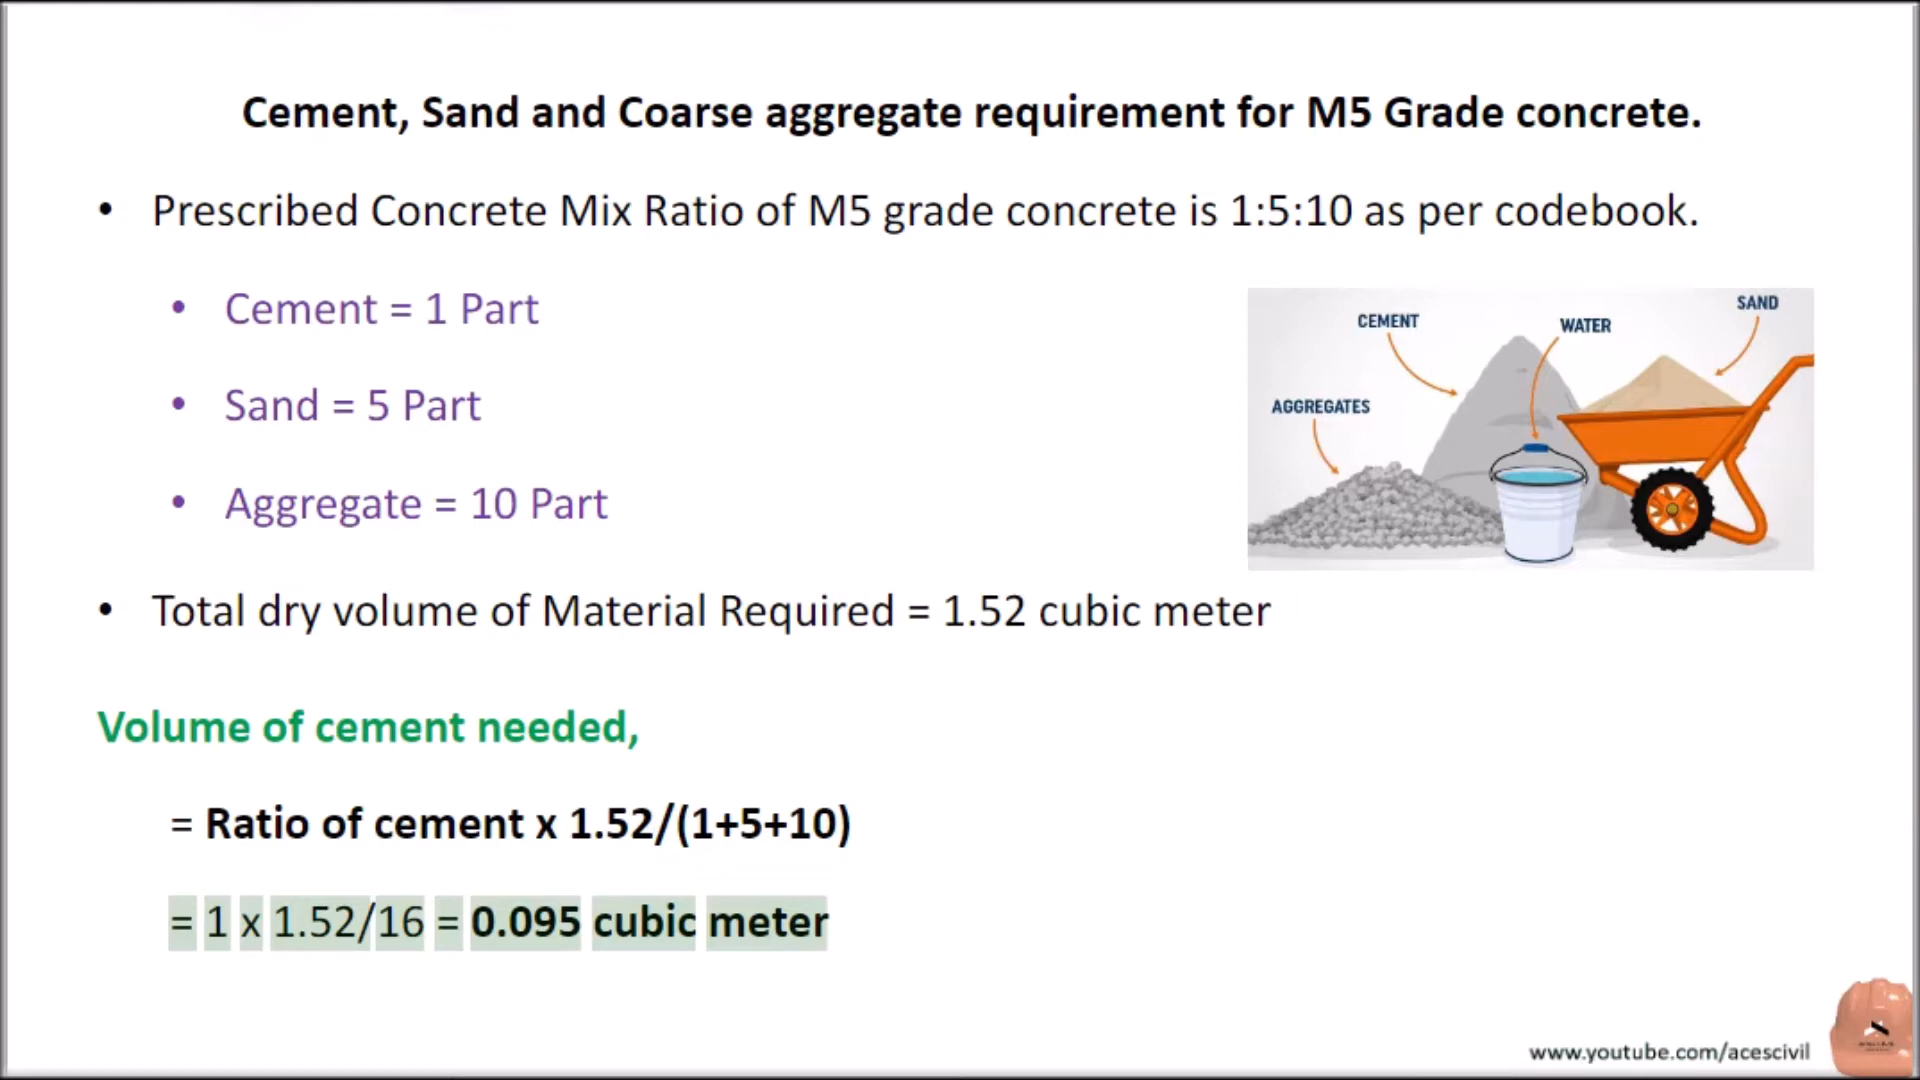 Cement, Sand and Coarse aggregate requirement for M5 Grade concrete.
• Prescribed Concrete Mix Ratio of M5 grade concrete is 1:5:10 as per codebook.
• Cement = 1 Part
• Sand = 5 Part
• Aggregate = 10 Part
SAND
CEMENT
WATER
AGGREGATES
• Total dry volume of Material Required = 1.52 cubic meter
Volume of cement needed,
= Ratio of cement x 1.52/(1+5+10)
= 1 x 1.52/16 = 0.095 cubic meter
www.youtube.com/acescivil